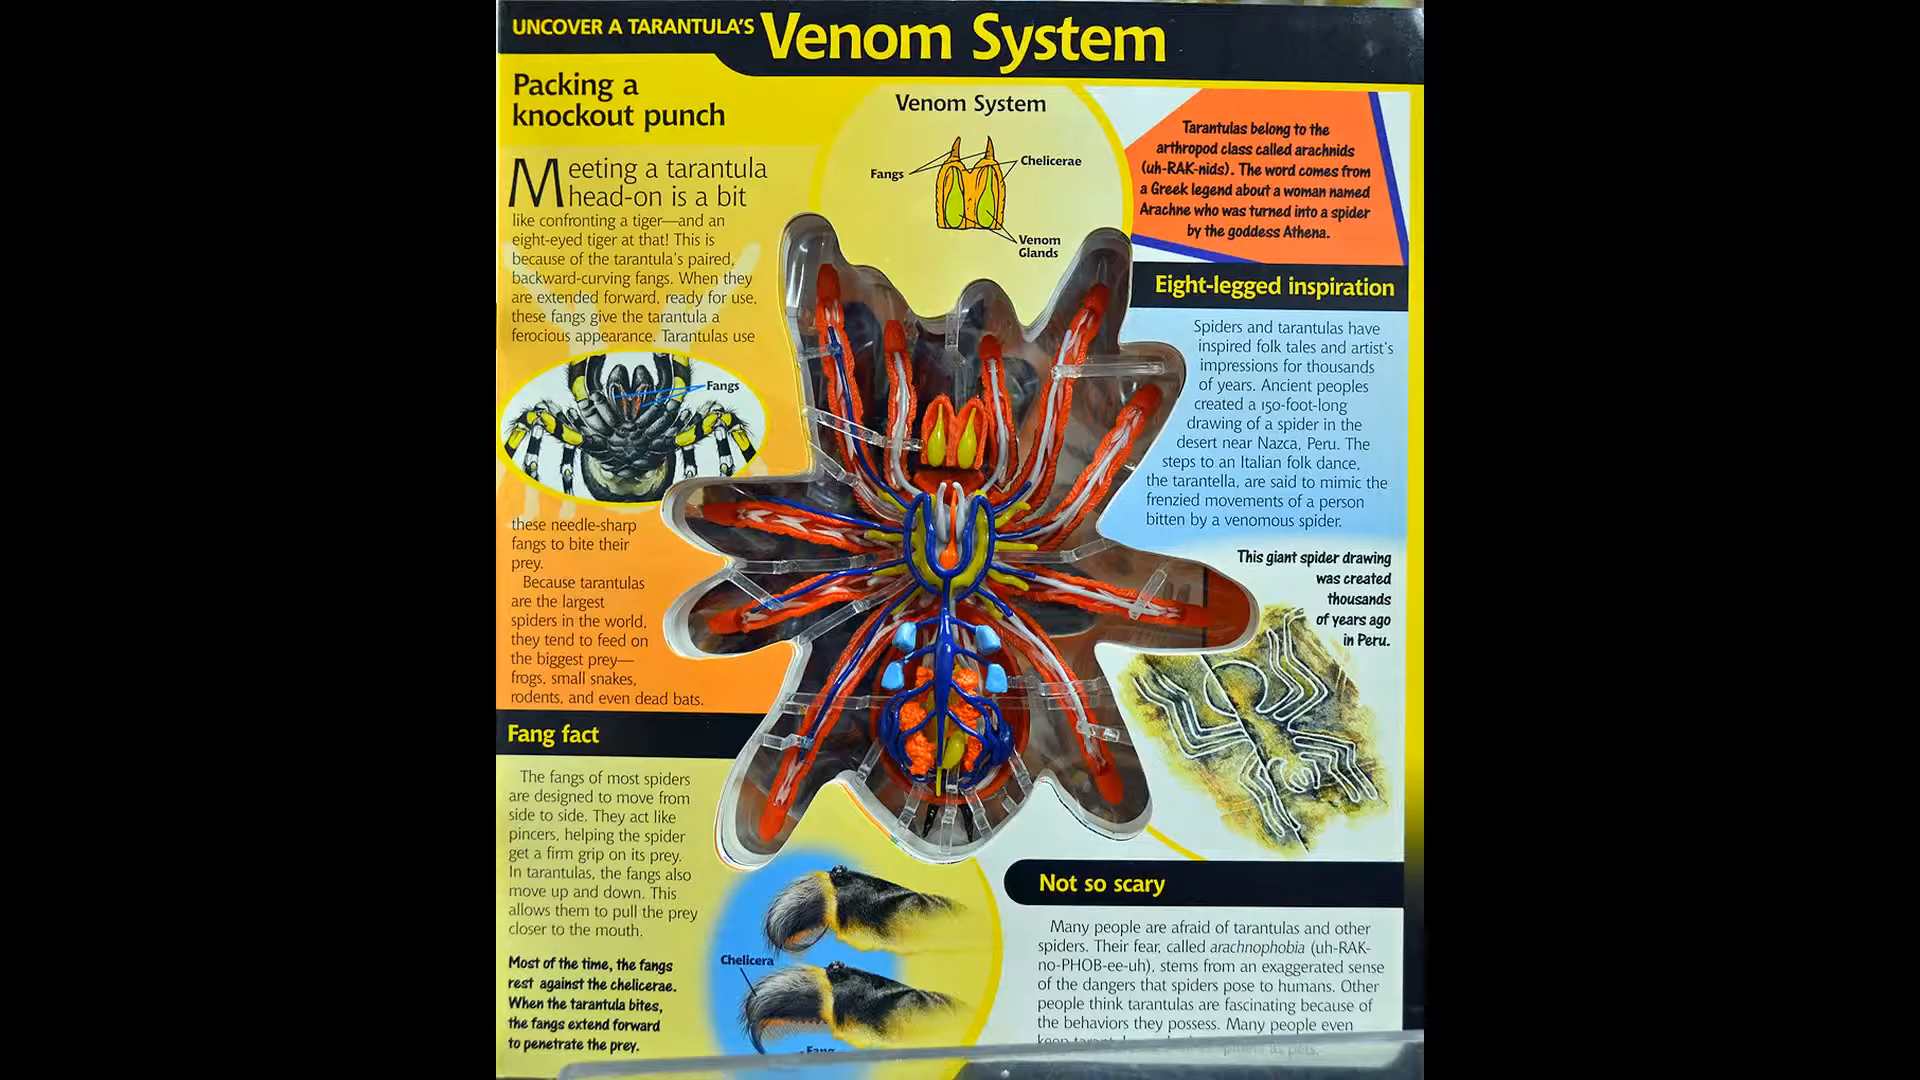 UNCOVER A TARANTULA'S Venom System
Packing a
knockout punch
Meeting a tarantula
head-on is a bit
like confronting a tiger—and an
eight-eyed tiger at that! This is
because of the tarantula's paired,
backward-curving fangs. When they
are extended forward, ready for use,
these fangs give the tarantula a
ferocious appearance. Tarantulas use
Fangs
these needle-sharp
fangs to bite their
prey.
Because tarantulas
are the largest
spiders in the world,
they tend to feed on
the biggest prey—
frogs, small snakes,
rodents, and even dead bats.
Fang fact
The fangs of most spiders
are designed to move from
side to side. They act like
pincers, helping the spider
get a firm grip on its prey.
In tarantulas, the fangs also
move up and down. This
allows them to pull the prey
closer to the mouth.
Most of the time, the fangs
rest against the chelicerae.
When the tarantula bites,
the fangs extend forward
to penetrate the prey.
Chelicera
Fang
Venom System
Fangs
Chelicerae
Venom
Glands
Tarantulas belong to the
arthropod class called arachnids
(uh-RAK-nids). The word comes from
a Greek legend about a woman named
Arachne who was turned into a spider
by the goddess Athena.
Eight-legged inspiration
Spiders and tarantulas have
inspired folk tales and artist's
impressions for thousands
of years. Ancient peoples
created a 150-foot-long
drawing of a spider in the
desert near Nazca, Peru. The
steps to an Italian folk dance,
the tarantella, are said to mimic the
frenzied movements of a person
bitten by a venomous spider.
This giant spider drawing
was created
thousands
of years ago
in Peru.
Not so scary
Many people are afraid of tarantulas and other
spiders. Their fear, called arachnophobia (uh-RAK-
no-PHOB-ee-uh), stems from an exaggerated sense
of the dangers that spiders pose to humans. Other
people think tarantulas are fascinating because of
the behaviors they possess. Many people even
keep